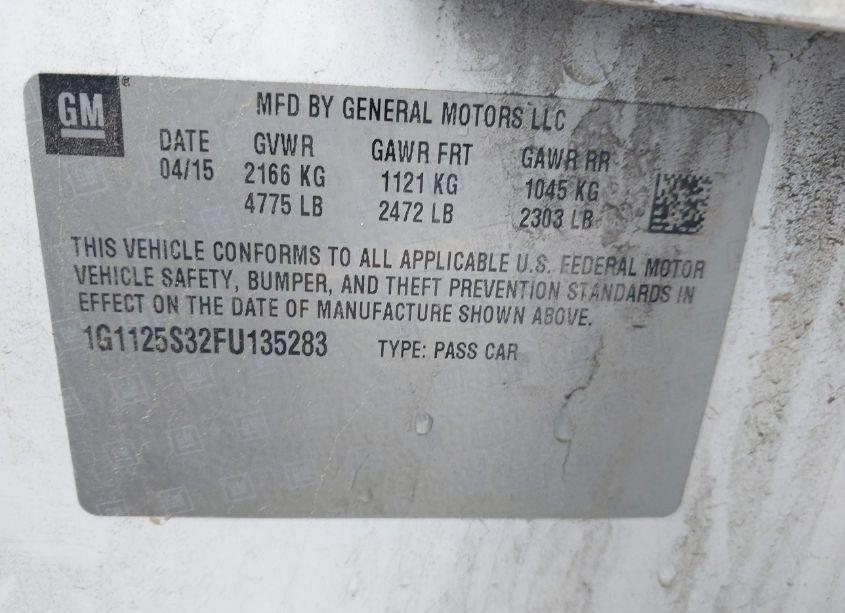 GM
MFD BY GENERAL MOTORS LLC
DATE GVWR GAWR FRT GAWR RR
04/15 2166 KG 1121 KG 1045 KG
4775 LB 2472 LB 2303 LB
THIS VEHICLE CONFORMS TO ALL APPLICABLE U.S. FEDERAL MOTOR
VEHICLE SAFETY, BUMPER, AND THEFT PREVENTION STANDARDS IN
EFFECT ON THE DATE OF MANUFACTURE SHOWN ABOVE.
1G1125S32FU135283 TYPE: PASS CAR